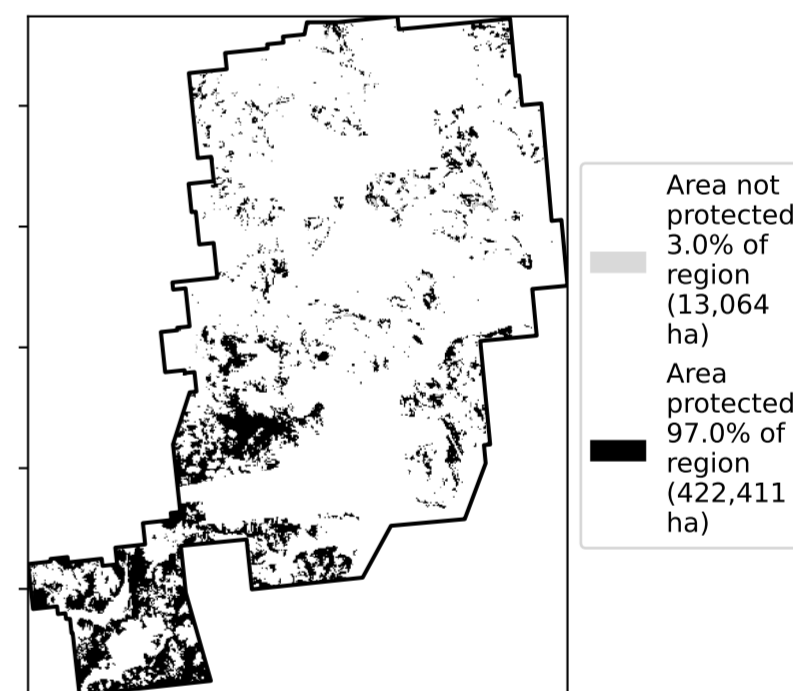 Area not
protected
3.0% of
region
(13,064
ha)
Area
protected
97.0% of
region
(422,411
ha)